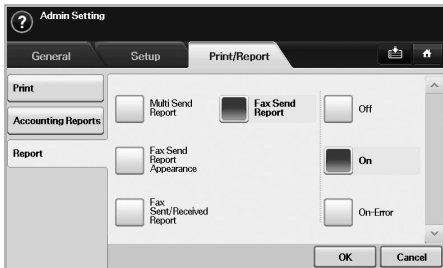 ? Admin Setting
General Setup Print/Report
Print
Accounting Reports
Report
Multi Send
Report
Fax Send
Report
Off
Fax Send
Report
Appearance
On
Fax
Sent/Received
Report
On-Error
OK Cancel